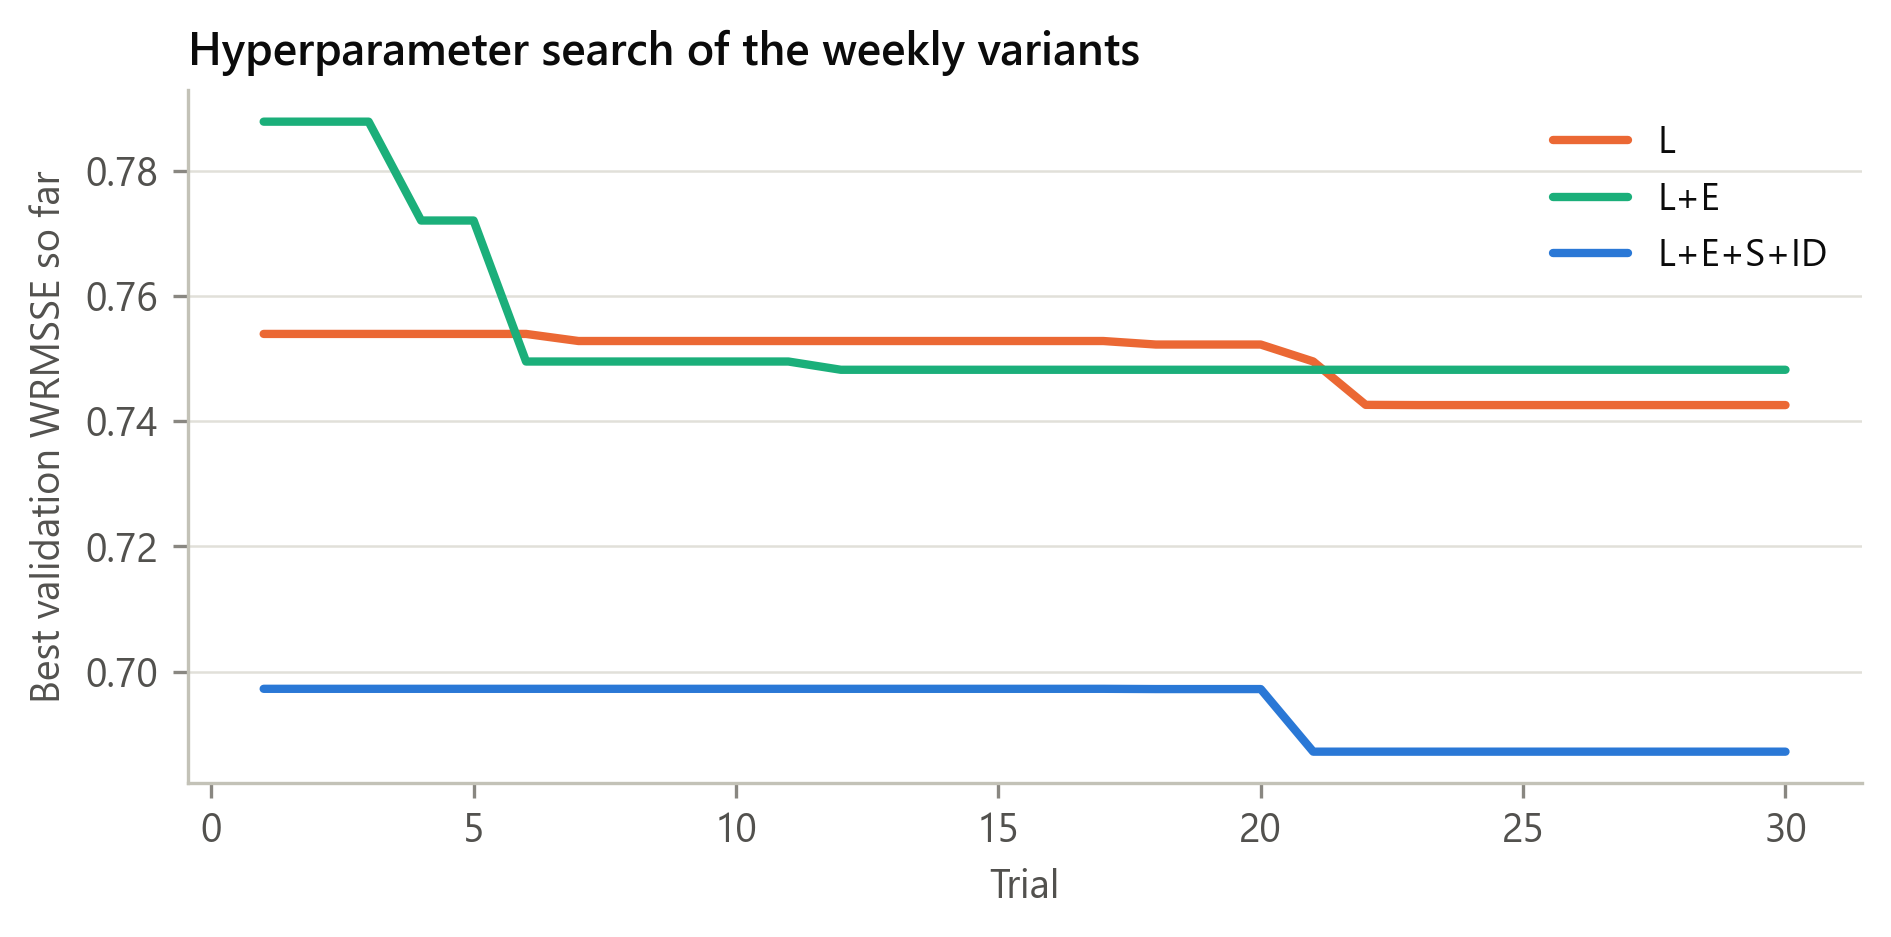 Hyperparameter search of the weekly variants
L
L+E
L+E+S+ID
Best validation WRMSSE so far
0.78
0.76
0.74
0.72
0.70
0 5 10 15 20 25 30
Trial